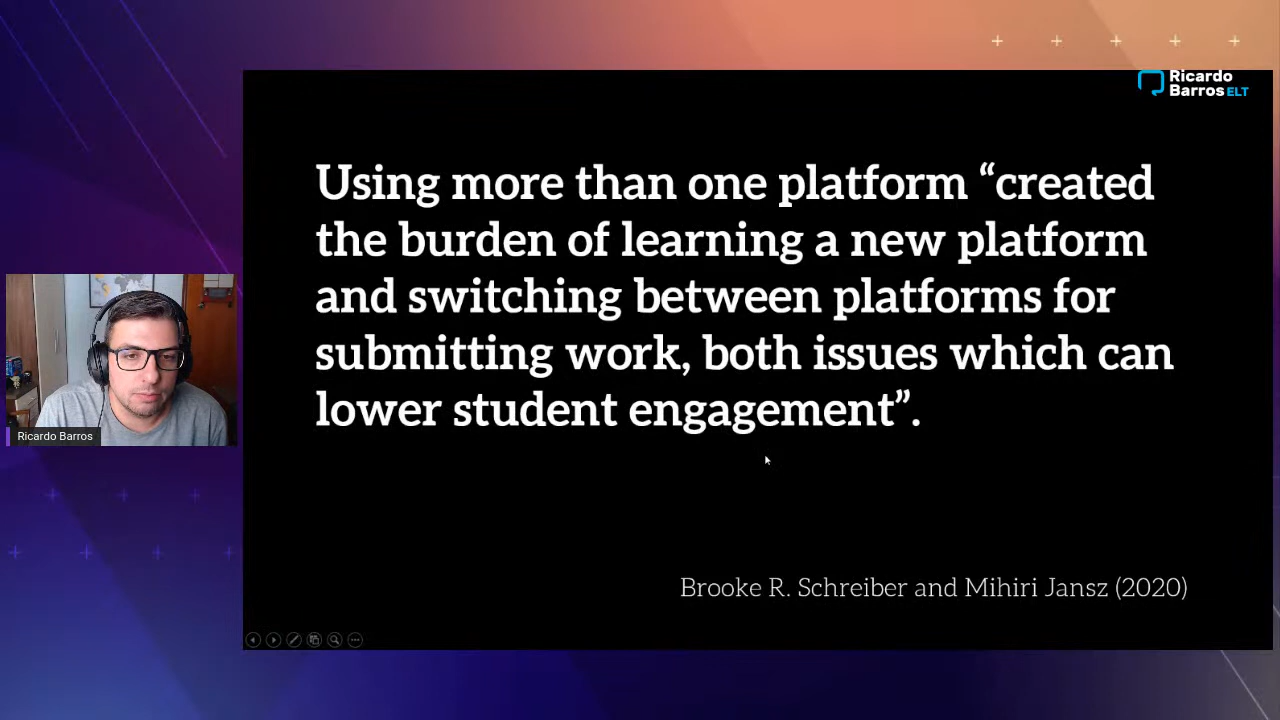 Ricardo
Barros ELT
Using more than one platform “created
the burden of learning a new platform
and switching between platforms for
submitting work, both issues which can
lower student engagement”.
Ricardo Barros
Brooke R. Schreiber and Mihiri Jansz (2020)